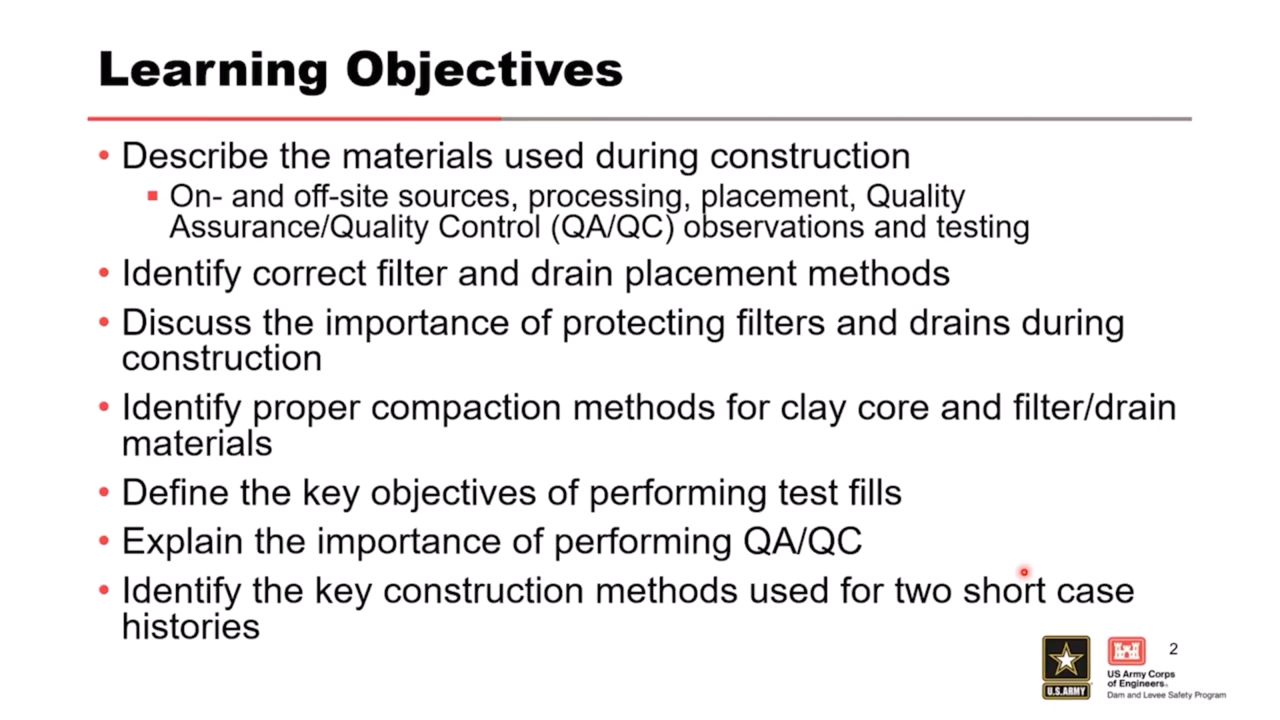 Learning Objectives
• Describe the materials used during construction
▪ On- and off-site sources, processing, placement, Quality
Assurance/Quality Control (QA/QC) observations and testing
• Identify correct filter and drain placement methods
• Discuss the importance of protecting filters and drains during
construction
• Identify proper compaction methods for clay core and filter/drain
materials
• Define the key objectives of performing test fills
• Explain the importance of performing QA/QC
• Identify the key construction methods used for two short case
histories
2
U.S.ARMY
US Army Corps
of Engineers®
Dam and Levee Safety Program